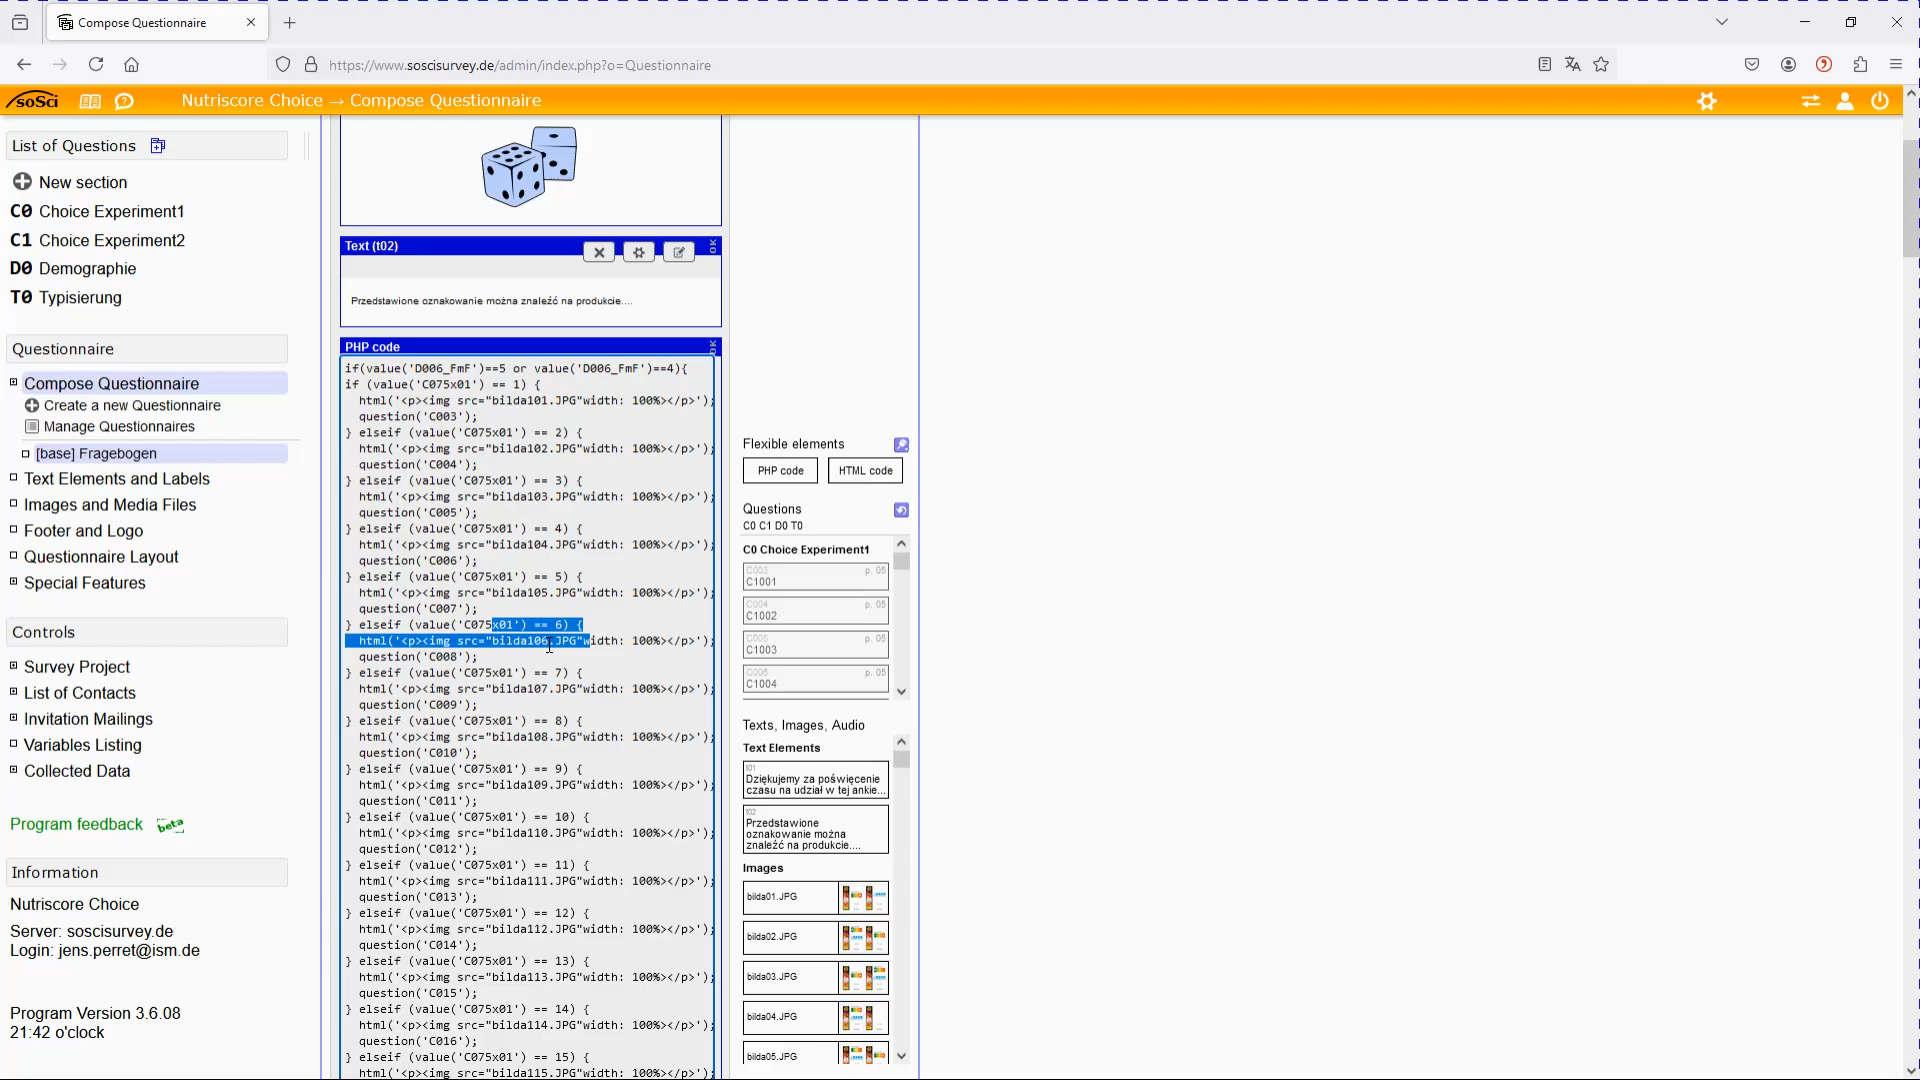 Compose Questionnaire
https://www.soscisurvey.de/admin/index.php?o=Questionnaire
soSci
Nutriscore Choice → Compose Questionnaire
List of Questions
New section
C0 Choice Experiment1
C1 Choice Experiment2
D0 Demographie
T0 Typisierung
Questionnaire
Compose Questionnaire
Create a new Questionnaire
Manage Questionnaires
[base] Fragebogen
Text Elements and Labels
Images and Media Files
Footer and Logo
Questionnaire Layout
Special Features
Controls
Survey Project
List of Contacts
Invitation Mailings
Variables Listing
Collected Data
Program feedback beta
Information
Nutriscore Choice
Server: soscisurvey.de
Login: jens.perret@ism.de
Program Version 3.6.08
21:42 o'clock
Text (t02)
OK
Przedstawione oznakowanie można znaleźć na produkcie....
PHP code
OK
if(value('D006_FmF')==5 or value('D006_FmF')==4){
if (value('C075x01') == 1) {
html('<p><img src="bilda101.JPG"width: 100%></p>');
question('C003');
} elseif (value('C075x01') == 2) {
html('<p><img src="bilda102.JPG"width: 100%></p>');
question('C004');
} elseif (value('C075x01') == 3) {
html('<p><img src="bilda103.JPG"width: 100%></p>');
question('C005');
} elseif (value('C075x01') == 4) {
html('<p><img src="bilda104.JPG"width: 100%></p>');
question('C006');
} elseif (value('C075x01') == 5) {
html('<p><img src="bilda105.JPG"width: 100%></p>');
question('C007');
} elseif (value('C075x01') == 6) {
html('<p><img src="bilda106.JPG"width: 100%></p>');
question('C008');
} elseif (value('C075x01') == 7) {
html('<p><img src="bilda107.JPG"width: 100%></p>');
question('C009');
} elseif (value('C075x01') == 8) {
html('<p><img src="bilda108.JPG"width: 100%></p>');
question('C010');
} elseif (value('C075x01') == 9) {
html('<p><img src="bilda109.JPG"width: 100%></p>');
question('C011');
} elseif (value('C075x01') == 10) {
html('<p><img src="bilda110.JPG"width: 100%></p>');
question('C012');
} elseif (value('C075x01') == 11) {
html('<p><img src="bilda111.JPG"width: 100%></p>');
question('C013');
} elseif (value('C075x01') == 12) {
html('<p><img src="bilda112.JPG"width: 100%></p>');
question('C014');
} elseif (value('C075x01') == 13) {
html('<p><img src="bilda113.JPG"width: 100%></p>');
question('C015');
} elseif (value('C075x01') == 14) {
html('<p><img src="bilda114.JPG"width: 100%></p>');
question('C016');
} elseif (value('C075x01') == 15) {
html('<p><img src="bilda115.JPG"width: 100%></p>');
Flexible elements
PHP code HTML code
Questions
C0 C1 D0 T0
C0 Choice Experiment1
C003 p. 05
C1001
C004 p. 05
C1002
C005 p. 05
C1003
C006 p. 05
C1004
Texts, Images, Audio
Text Elements
t01
Dziękujemy za poświęcenie
czasu na udział w tej ankie...
t02
Przedstawione
oznakowanie można
znaleźć na produkcie....
Images
bilda01.JPG
bilda02.JPG
bilda03.JPG
bilda04.JPG
bilda05.JPG